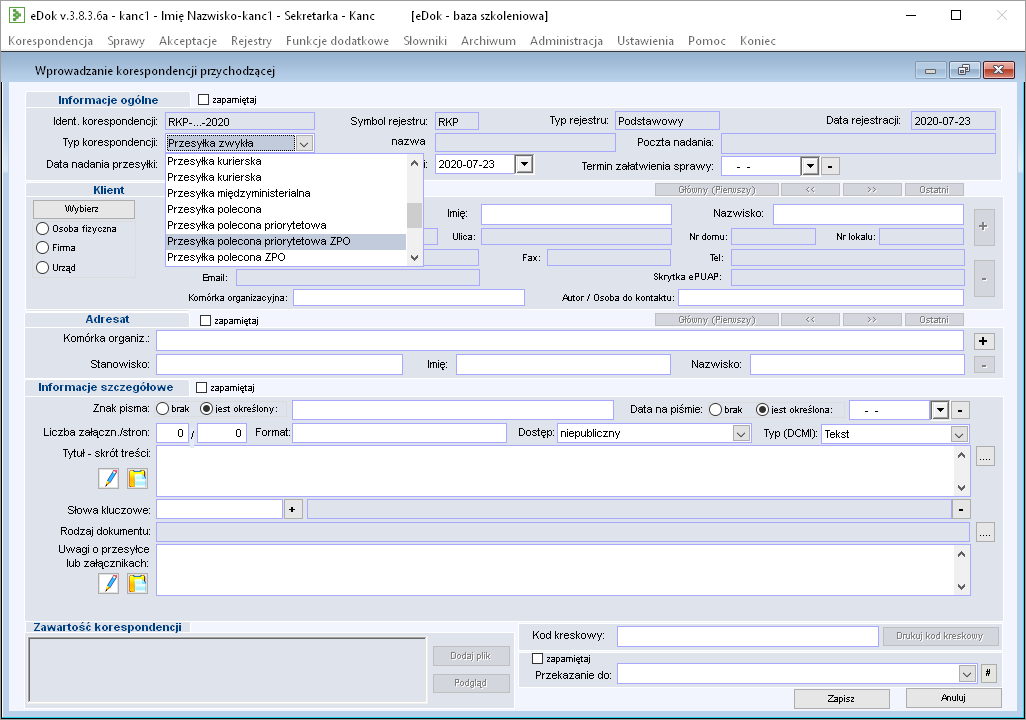 eDok v.3.8.3.6a - kanc1 - Imię Nazwisko-kanc1 - Sekretarka - Kanc [eDok - baza szkoleniowa]
Korespondencja Sprawy Akceptacje Rejestry Funkcje dodatkowe Słowniki Archiwum Administracja Ustawienia Pomoc Koniec
Wprowadzanie korespondencji przychodzącej
Informacje ogólne zapamiętaj
Ident. korespondencji: RKP-...-2020 Symbol rejestru: RKP Typ rejestru: Podstawowy Data rejestracji: 2020-07-23
Typ korespondencji: Przesyłka zwykła nazwa Poczta nadania:
Data nadania przesyłki: i: 2020-07-23 Termin załatwienia sprawy: - - -
Przesyłka kurierska
Przesyłka kurierska
Przesyłka międzyministerialna
Przesyłka polecona
Przesyłka polecona priorytetowa
Przesyłka polecona priorytetowa ZPO
Przesyłka polecona ZPO
Klient Główny (Pierwszy) << >> Ostatni
Wybierz Imię: Nazwisko: +
Osoba fizyczna
Ulica: Nr domu: Nr lokalu:
Firma
Fax: Tel:
Urząd
Email: Skrytka ePUAP: -
Komórka organizacyjna: Autor / Osoba do kontaktu:
Adresat zapamiętaj Główny (Pierwszy) << >> Ostatni
Komórka organiz.: +
Stanowisko: Imię: Nazwisko: -
Informacje szczegółowe zapamiętaj
Znak pisma: brak jest określony: Data na piśmie: brak jest określona: - - -
Liczba załączn./stron: 0 / 0 Format: Dostęp: niepubliczny Typ (DCMI): Tekst
Tytuł - skrót treści: ....
Słowa kluczowe: + -
Rodzaj dokumentu: ....
Uwagi o przesyłce
lub załącznikach:
Zawartość korespondencji
Dodaj plik
Podgląd
Kod kreskowy: Drukuj kod kreskowy
zapamiętaj
Przekazanie do: #
Zapisz Anuluj